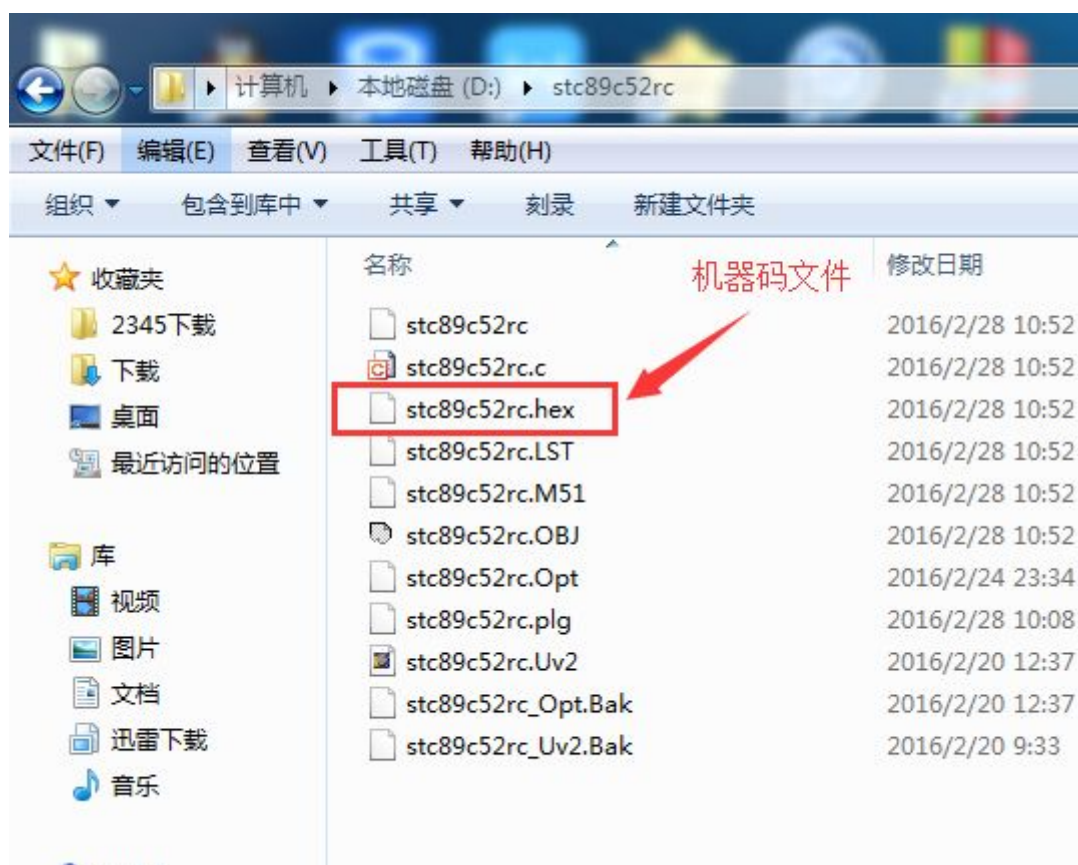 计算机 本地磁盘 (D:) stc89c52rc
文件(F) 编辑(E) 查看(V) 工具(T) 帮助(H)
组织 包含到库中 共享 刻录 新建文件夹
收藏夹
2345下载
下载
桌面
最近访问的位置
库
视频
图片
文档
迅雷下载
音乐
名称 修改日期
机器码文件
stc89c52rc 2016/2/28 10:52
stc89c52rc.c 2016/2/28 10:52
stc89c52rc.hex 2016/2/28 10:52
stc89c52rc.LST 2016/2/28 10:52
stc89c52rc.M51 2016/2/28 10:52
stc89c52rc.OBJ 2016/2/28 10:52
stc89c52rc.Opt 2016/2/24 23:34
stc89c52rc.plg 2016/2/28 10:08
stc89c52rc.Uv2 2016/2/20 12:37
stc89c52rc_Opt.Bak 2016/2/20 12:37
stc89c52rc_Uv2.Bak 2016/2/20 9:33